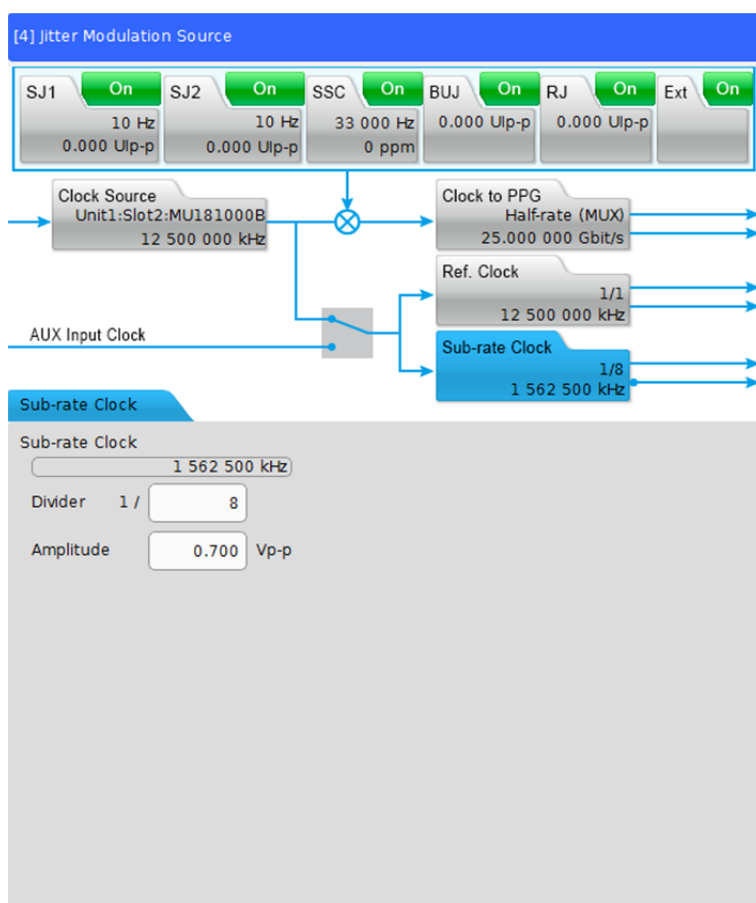 [4] Jitter Modulation Source
SJ1 On SJ2 On SSC On BUJ On RJ On Ext On
10 Hz 10 Hz 33 000 Hz 0.000 UIp-p 0.000 UIp-p
0.000 UIp-p 0.000 UIp-p 0 ppm
Clock Source
Unit1:Slot2:MU181000B
12 500 000 kHz
Clock to PPG
Half-rate (MUX)
25.000 000 Gbit/s
Ref. Clock
1/1
12 500 000 kHz
AUX Input Clock
Sub-rate Clock
1/8
1 562 500 kHz
Sub-rate Clock
Sub-rate Clock
1 562 500 kHz
Divider 1 / 8
Amplitude 0.700 Vp-p